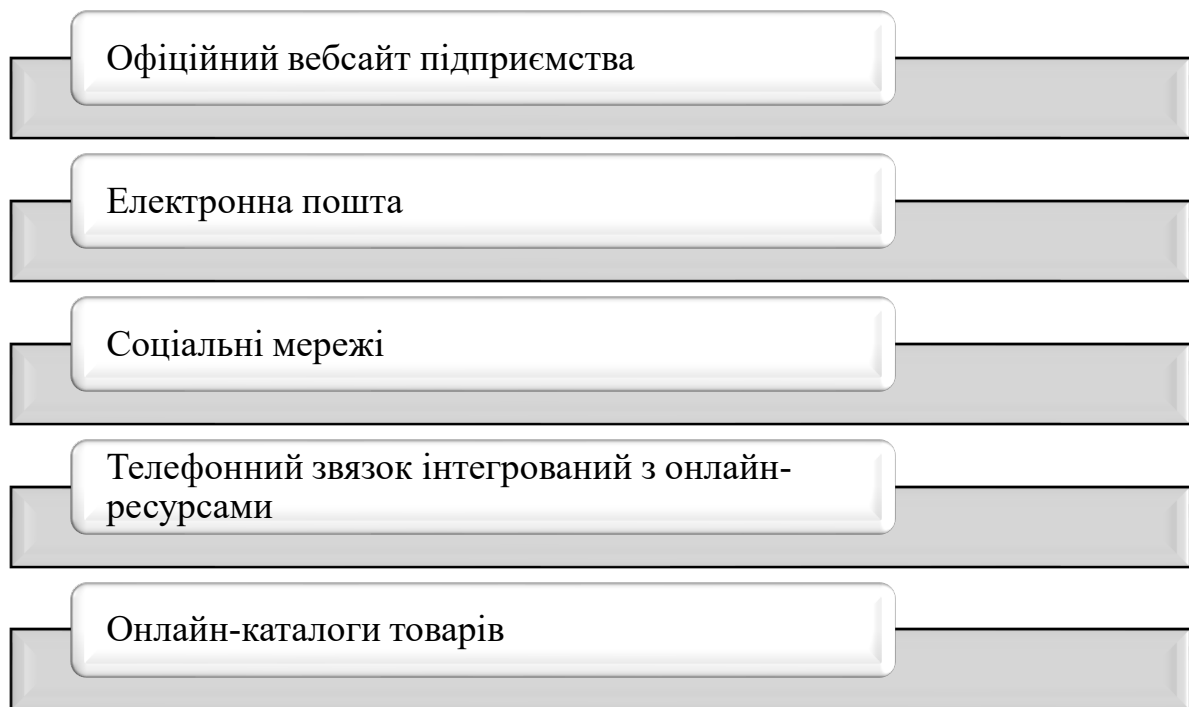 Офіційний вебсайт підприємства
Електронна пошта
Соціальні мережі
Телефонний звязок інтегрований з онлайн-
ресурсами
Онлайн-каталоги товарів